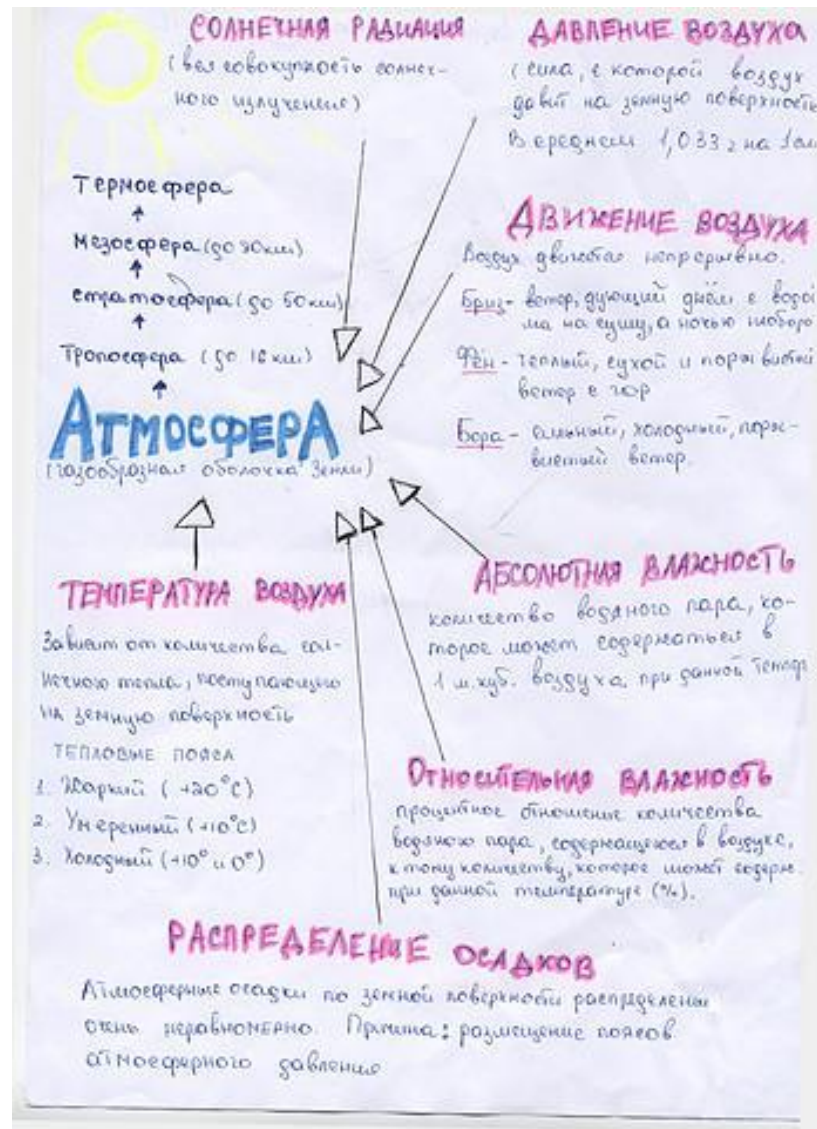 СОЛНЕЧНАЯ РАДИАЦИЯ
(вся совокупность солнеч-
ного излучения)
ДАВЛЕНИЕ ВОЗДУХА
(сила, с которой воздух
давит на земную поверхность
В среднем 1,033 г на 1см
Термосфера
мезосфера (до 90км)
стратосфера (до 50км)
Тропосфера (до 18 км)
АТМОСФЕРА
(газообразная оболочка Земли)
ДВИЖЕНИЕ ВОЗДУХА
Воздух движется непрерывно.
Бриз - ветер, дующий днём с водоё
ма на сушу, а ночью наоборо
Фён - теплый, сухой и порывистый
ветер с гор
Бора - сильный, холодный, поры-
вистый ветер.
ТЕМПЕРАТУРА ВОЗДУХА
Зависит от количества сол-
нечного тепла, поступающего
на земную поверхность
ТЕПЛОВЫЕ ПОЯСА
1. Жаркий (+20°С)
2. Умеренный (+10°С)
3. Холодный (+10° и 0°)
АБСОЛЮТНАЯ ВЛАЖНОСТЬ
количество водяного пара, ко-
торое может содержаться в
1 м.куб. воздуха при данной
ОТНОСИТЕЛЬНАЯ ВЛАЖНОСТЬ
процентное отношение количества
водяного пара, содержащегося в воздухе,
к тому количеству, которое может содерж.
при данной температуре (%).
РАСПРЕДЕЛЕНИЕ ОСАДКОВ
Атмосферные осадки по земной поверхности распределены
очень неравномерно. Причина: размещение поясов
атмосферного давления